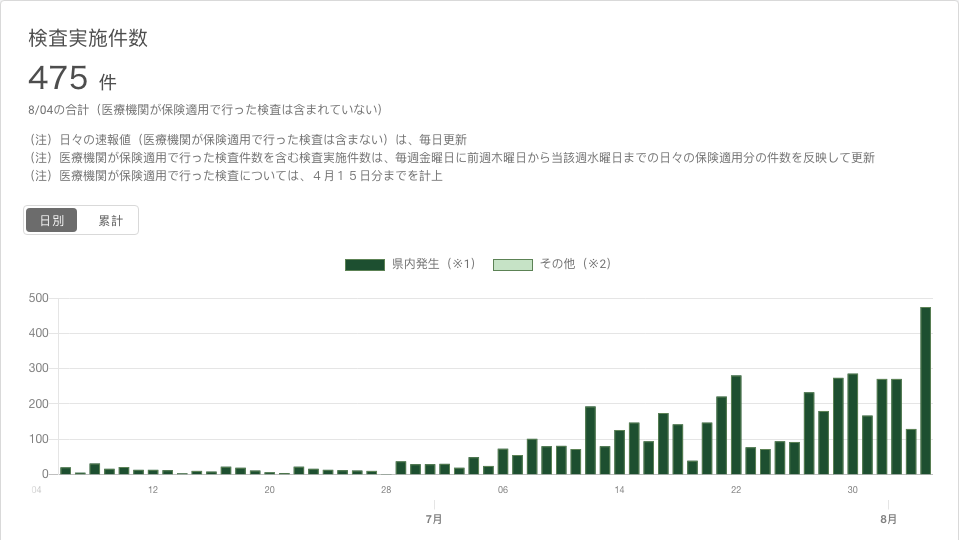 検査実施件数
475 件
8/04の合計（医療機関が保険適用で行った検査は含まれていない）
（注）日々の速報値（医療機関が保険適用で行った検査は含まない）は、毎日更新
（注）医療機関が保険適用で行った検査件数を含む検査実施件数は、毎週金曜日に前週木曜日から当該週水曜日までの日々の保険適用分の件数を反映して更新
（注）医療機関が保険適用で行った検査については、４月１５日分までを計上
日別 累計
県内発生（※1） その他（※2）
500
400
300
200
100
0
04 12 20 28 06 14 22 30
7月 8月